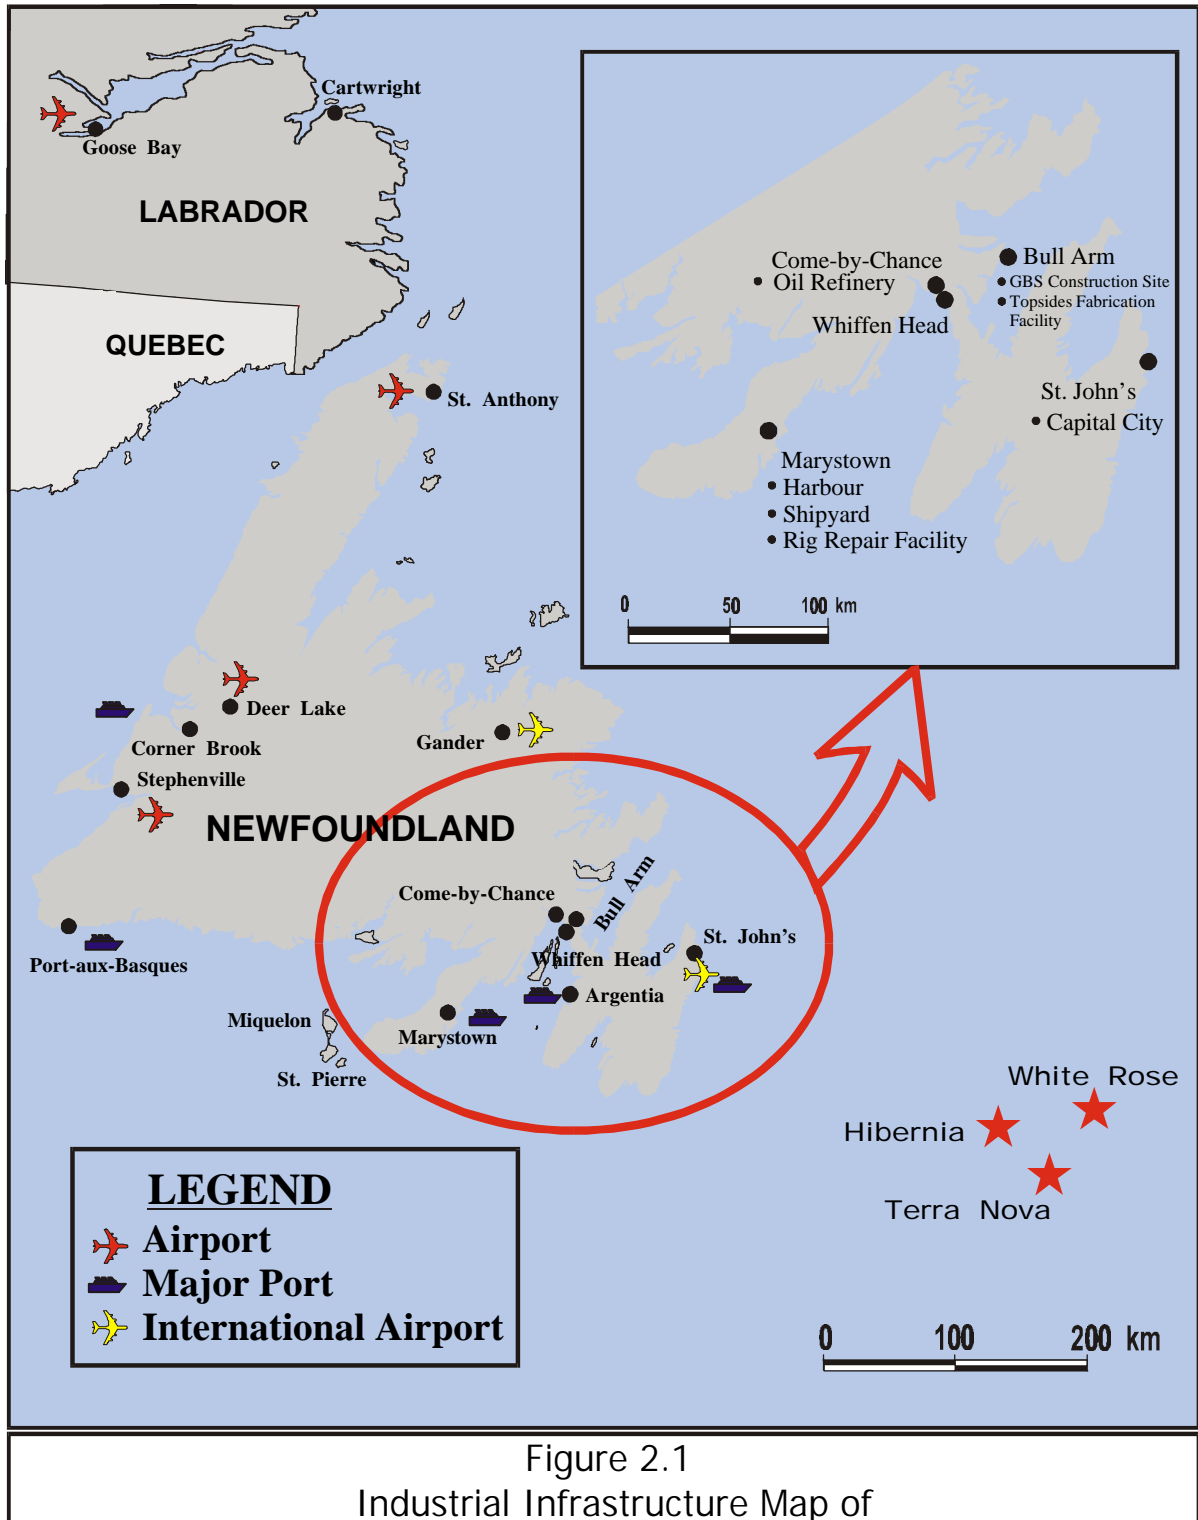 Cartwright
Goose Bay
LABRADOR
QUEBEC
St. Anthony
Come-by-Chance
Oil Refinery
Whiffen Head
Bull Arm
GBS Construction Site
Topsides Fabrication
Facility
St. John's
Capital City
Marystown
Harbour
Shipyard
Rig Repair Facility
0 50 100 km
Deer Lake
Corner Brook
Gander
Stephenville
NEWFOUNDLAND
Come-by-Chance
Bull Arm
St. John's
Whiffen Head
Port-aux-Basques
Argentia
Miquelon
Marystown
St. Pierre
White Rose
Hibernia
Terra Nova
LEGEND
Airport
Major Port
International Airport
0 100 200 km
Figure 2.1
Industrial Infrastructure Map of